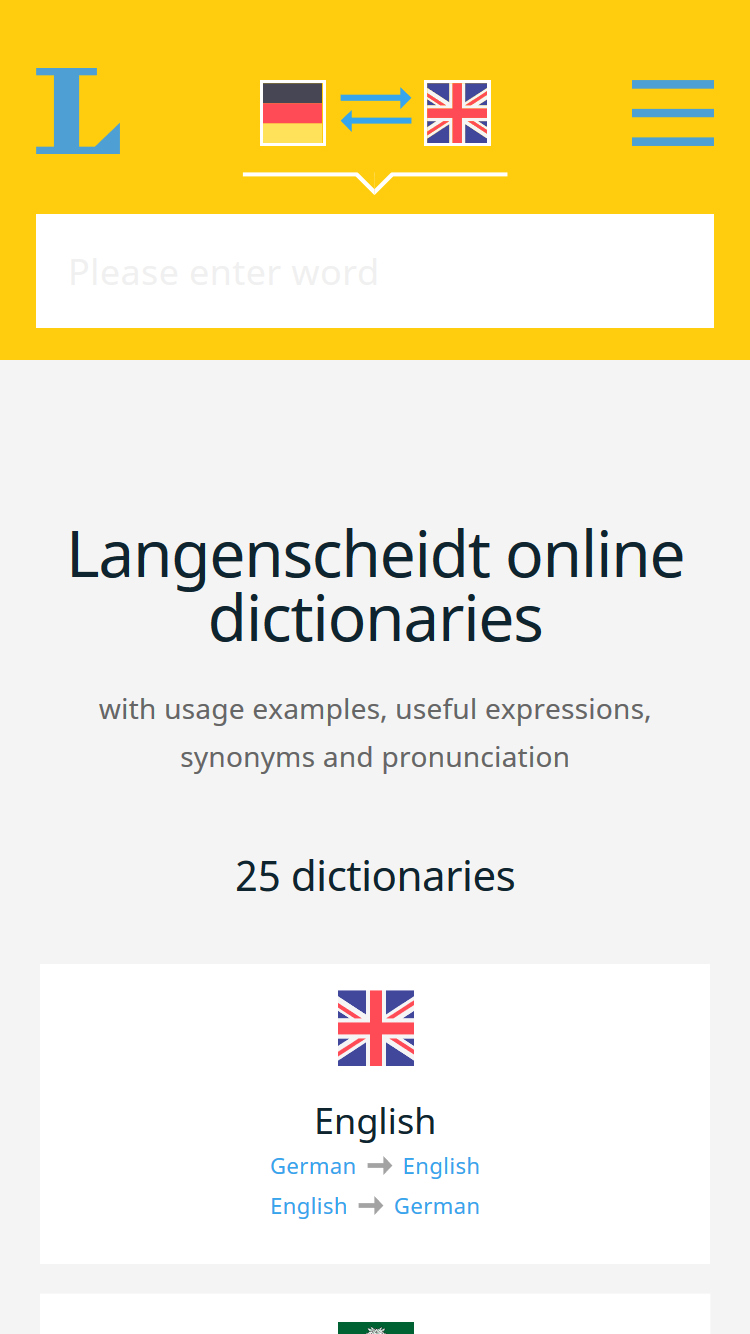 L
Please enter word
Langenscheidt online
dictionaries
with usage examples, useful expressions,
synonyms and pronunciation
25 dictionaries
English
German English
English German